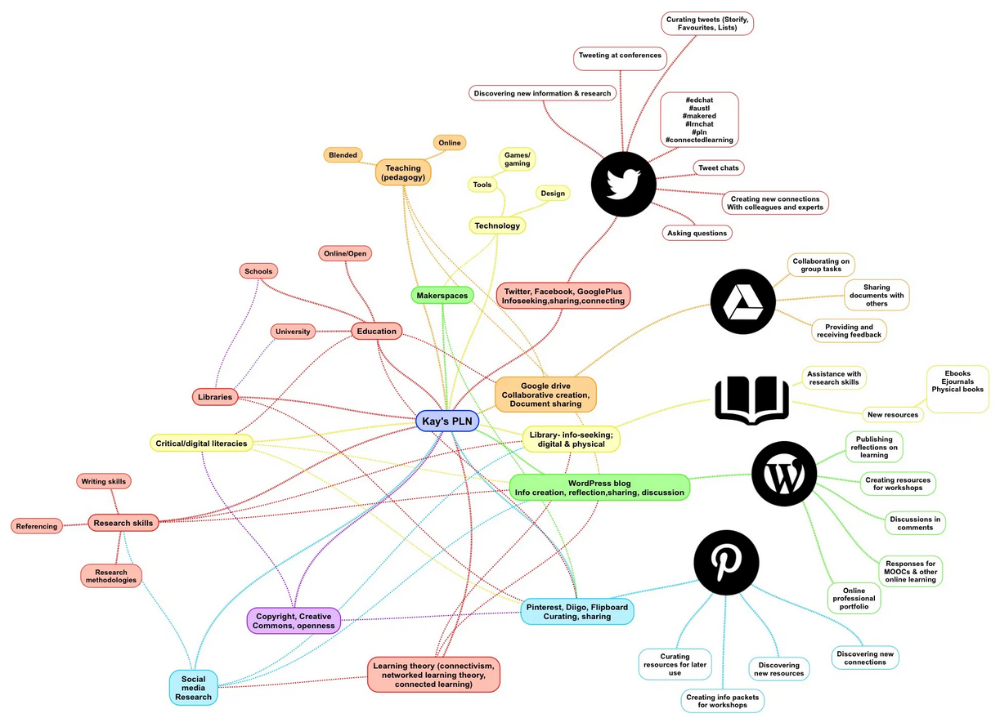 Curating tweets (Storify,
Favourites, Lists)
Tweeting at conferences
Discovering new information & research
#edchat
#austl
#makered
#lrnchat
#pln
#connectedlearning
Tweet chats
Creating new connections
With colleagues and experts
Asking questions
Blended
Online
Teaching
(pedagogy)
Games/
gaming
Tools
Design
Technology
Online/Open
Schools
University
Education
Makerspaces
Twitter, Facebook, GooglePlus
Infoseeking,sharing,connecting
Collaborating on
group tasks
Sharing
documents with
others
Providing and
receiving feedback
Libraries
Google drive
Collaborative creation,
Document sharing
Kay's PLN
Assistance with
research skills
Ebooks
Ejournals
Physical books
New resources
Critical/digital literacies
Library- info-seeking;
digital & physical
Publishing
reflections on
learning
WordPress blog
Info creation, reflection,sharing, discussion
Creating resources
for workshops
Discussions in
comments
Responses for
MOOCs & other
online learning
Online
professional
portfolio
Writing skills
Referencing
Research skills
Research
methodologies
Copyright, Creative
Commons, openness
Pinterest, Diigo, Flipboard
Curating, sharing
Curating
resources for later
use
Discovering
new resources
Discovering new
connections
Creating info packets
for workshops
Social
media
Research
Learning theory (connectivism,
networked learning theory,
connected learning)